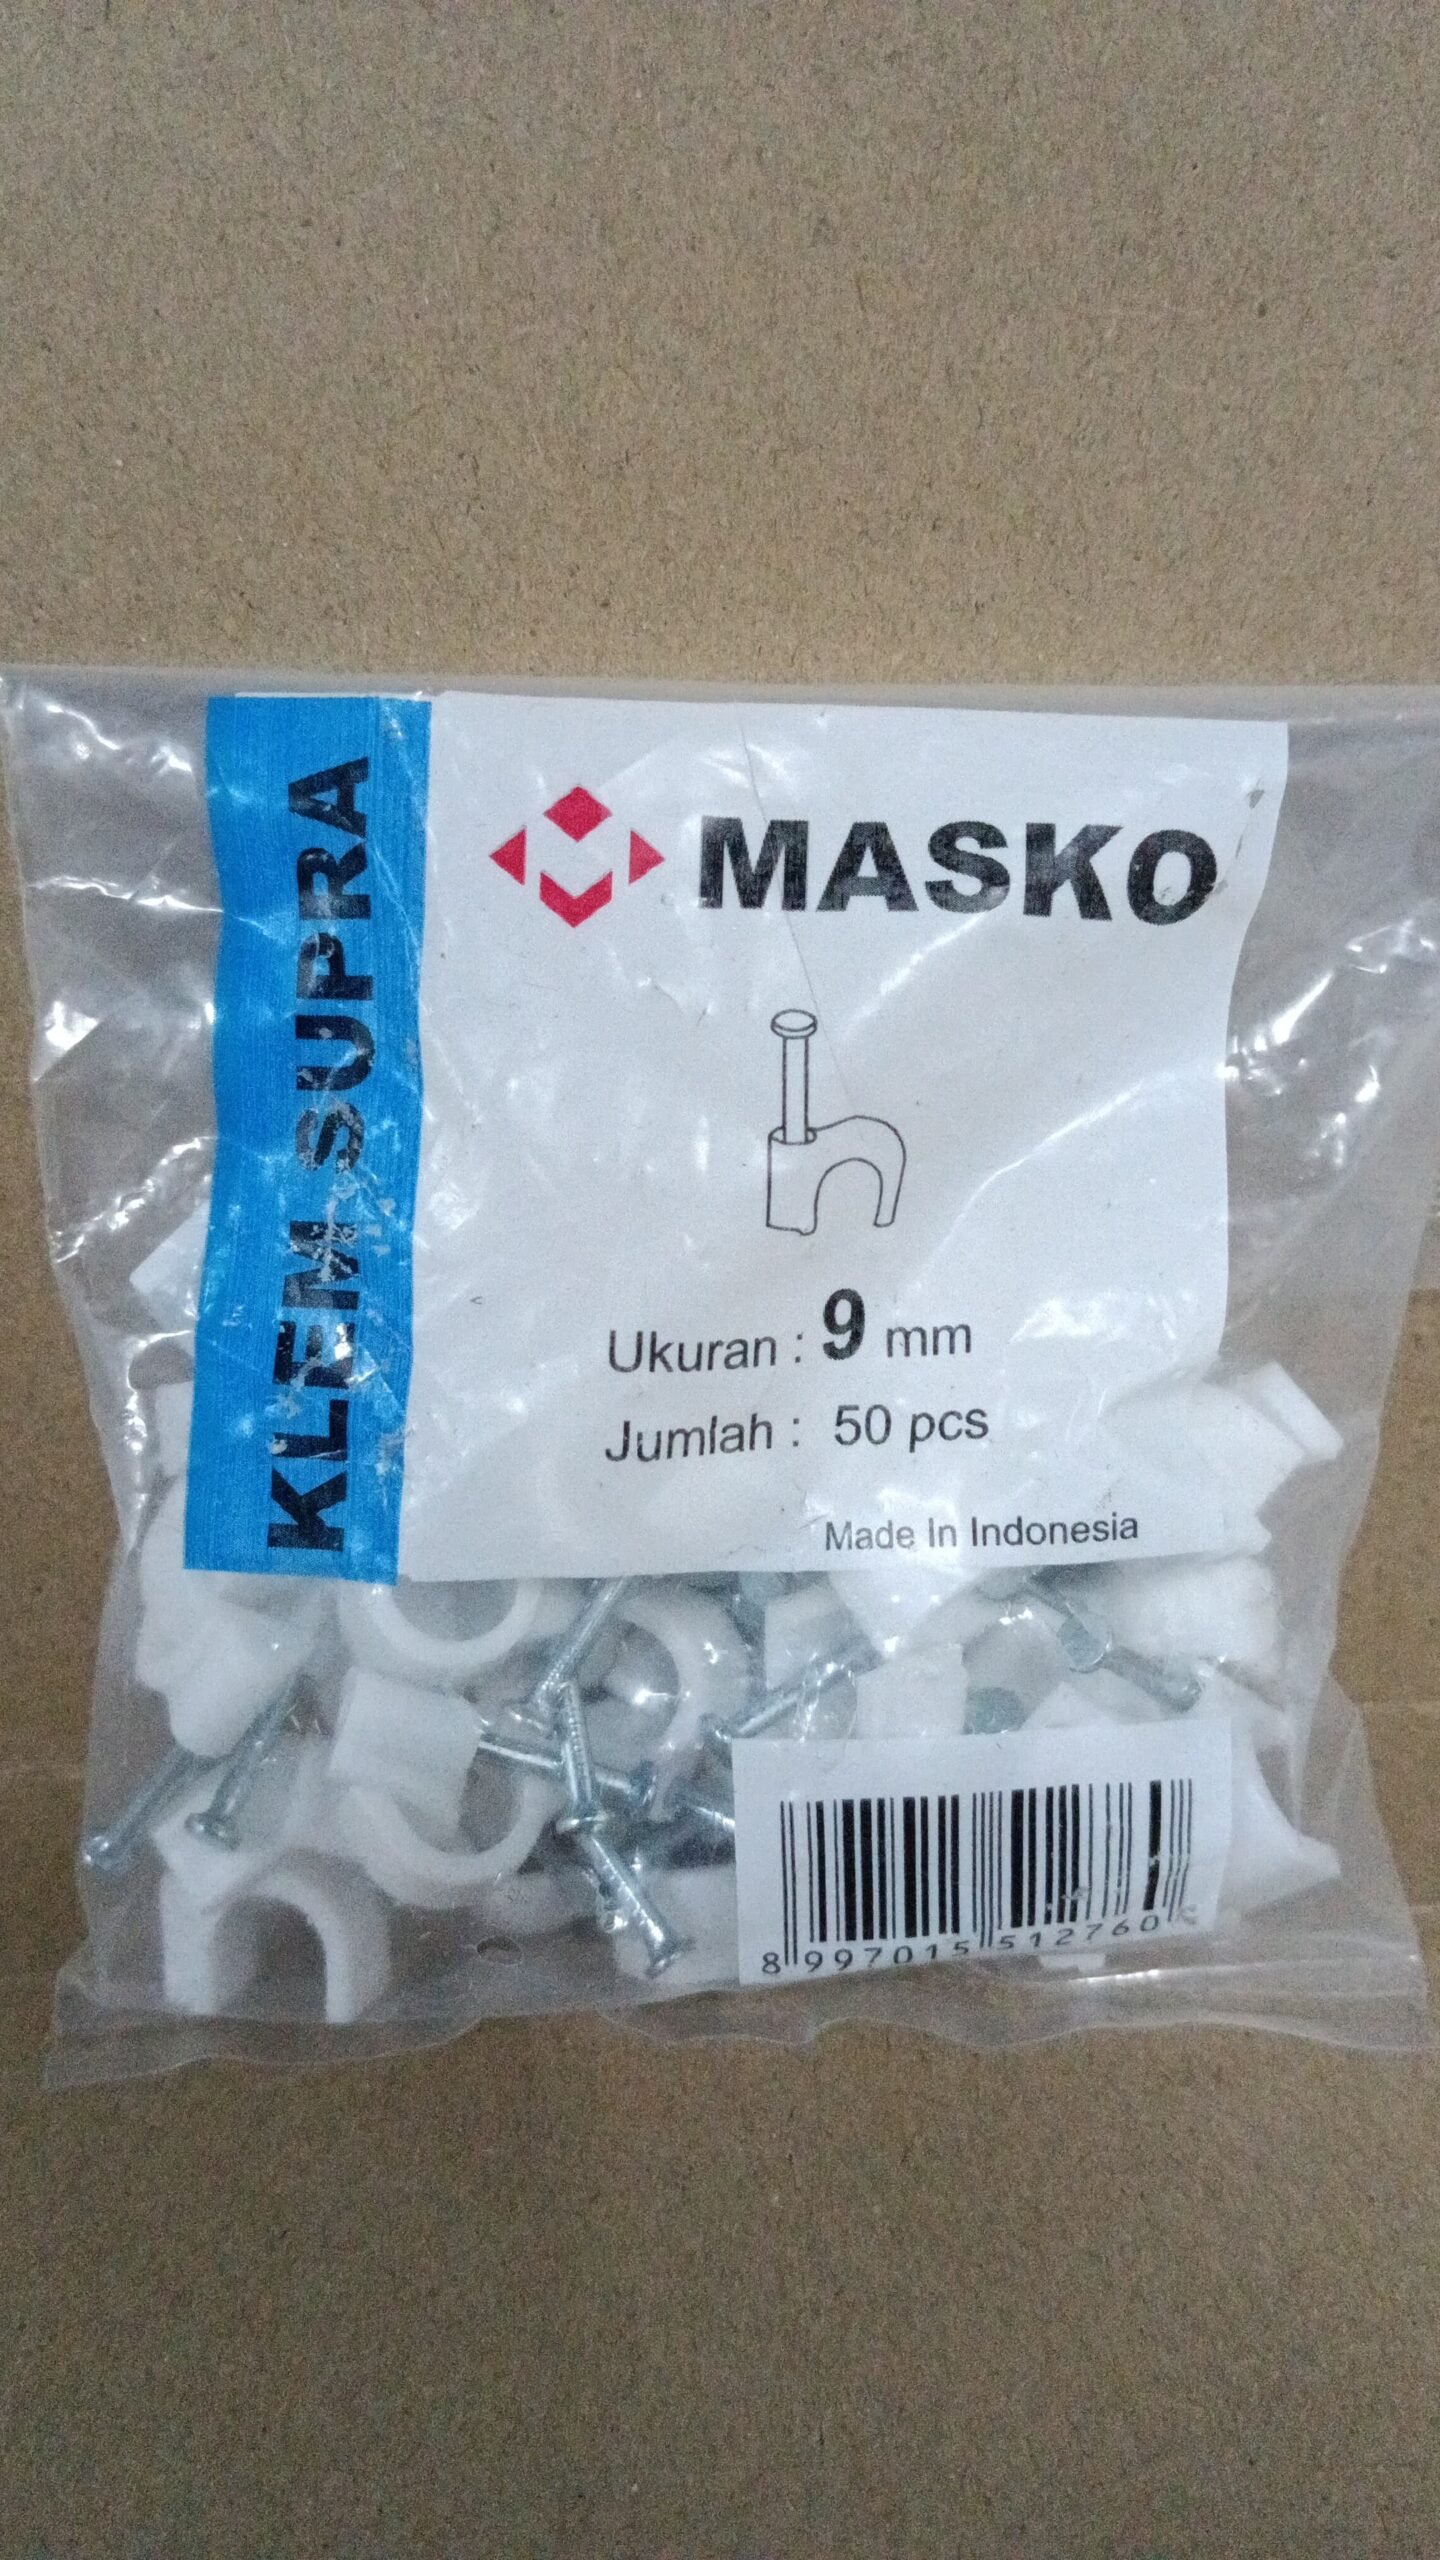 KLEM SUPRA
MASKO
Ukuran : 9 mm
Jumlah : 50 pcs
Made In Indonesia
8 997015 512760